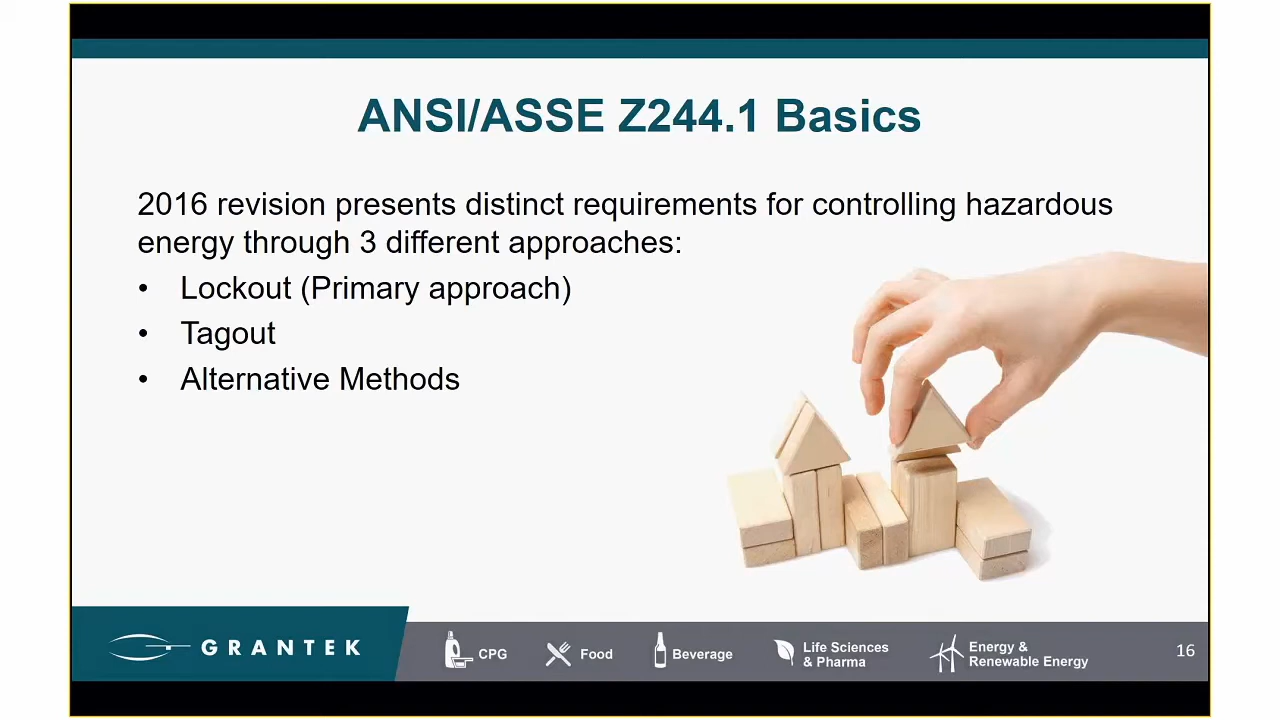 ANSI/ASSE Z244.1 Basics
2016 revision presents distinct requirements for controlling hazardous
energy through 3 different approaches:
• Lockout (Primary approach)
• Tagout
• Alternative Methods
GRANTEK
CPG
Food
Beverage
Life Sciences
& Pharma
Energy &
Renewable Energy
16